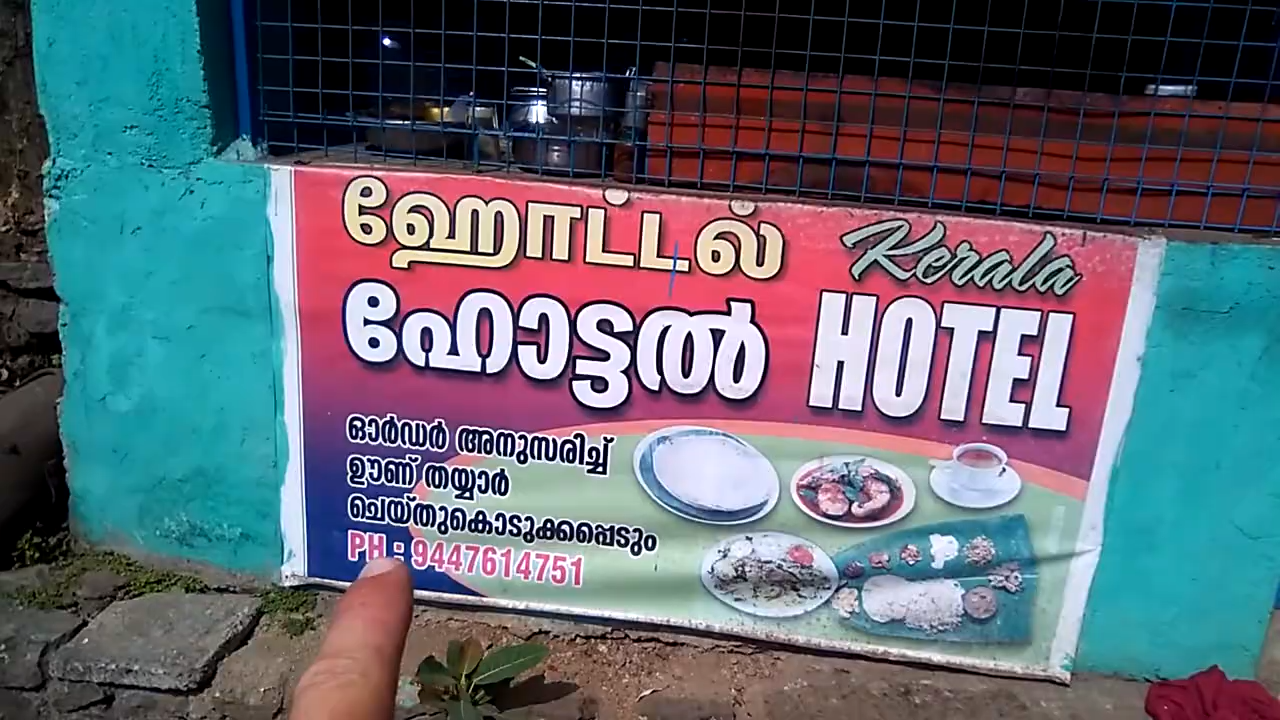 ஹோட்டல் Kerala
ഹോട്ടൽ HOTEL
ഓർഡർ അനുസരിച്ച്
ഊണ് തയ്യാർ
ചെയ്തുകൊടുക്കപ്പെടും
PH : 9447614751